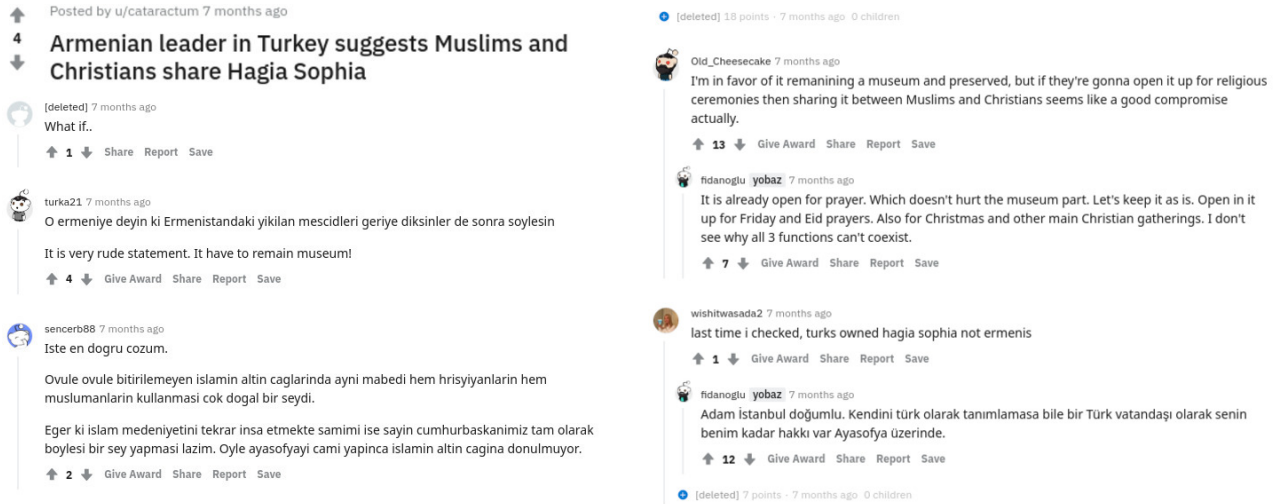 Posted by u/cataractum 7 months ago
4
Armenian leader in Turkey suggests Muslims and
Christians share Hagia Sophia
[deleted] 7 months ago
What if..
1 Share Report Save
turka21 7 months ago
O ermeniye deyin ki Ermenistandaki yikilan mescidleri geriye diksinler de sonra soylesin
It is very rude statement. It have to remain museum!
4 Give Award Share Report Save
sencerb88 7 months ago
Iste en dogru cozum.
Ovule ovule bitirilemeyen islamin altin caglarinda ayni mabedi hem hrisyiyanlarin hem
muslumanlarin kullanmasi cok dogal bir seydi.
Eger ki islam medeniyetini tekrar insa etmekte samimi ise sayin cumhurbaskanimiz tam olarak
boylesi bir sey yapmasi lazim. Oyle ayasofyayi cami yapinca islamin altin cagina donulmuyor.
2 Give Award Share Report Save
[deleted] 18 points · 7 months ago 0 children
Old_Cheesecake 7 months ago
I'm in favor of it remanining a museum and preserved, but if they're gonna open it up for religious
ceremonies then sharing it between Muslims and Christians seems like a good compromise
actually.
13 Give Award Share Report Save
fidanoglu yobaz 7 months ago
It is already open for prayer. Which doesn't hurt the museum part. Let's keep it as is. Open in it
up for Friday and Eid prayers. Also for Christmas and other main Christian gatherings. I don't
see why all 3 functions can't coexist.
7 Give Award Share Report Save
wishitwasada2 7 months ago
last time i checked, turks owned hagia sophia not ermenis
1 Give Award Share Report Save
fidanoglu yobaz 7 months ago
Adam İstanbul doğumlu. Kendini türk olarak tanımlamasa bile bir Türk vatandaşı olarak senin
benim kadar hakkı var Ayasofya üzerinde.
12 Give Award Share Report Save
[deleted] 7 points · 7 months ago 0 children